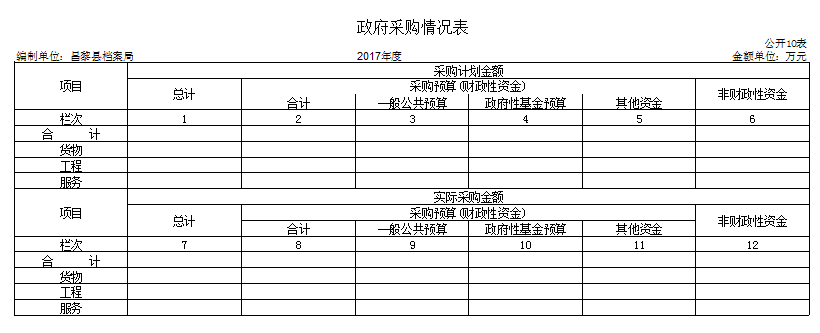 政府采购情况表
公开10表
编制单位：昌黎县档案局 2017年度 金额单位：万元
项目 采购计划金额
总计 采购预算(财政性资金) 非财政性资金
合计 一般公共预算 政府性基金预算 其他资金
栏次 1 2 3 4 5 6
合 计
货物
工程
服务
项目 实际采购金额
总计 采购预算(财政性资金) 非财政性资金
合计 一般公共预算 政府性基金预算 其他资金
栏次 7 8 9 10 11 12
合 计
货物
工程
服务